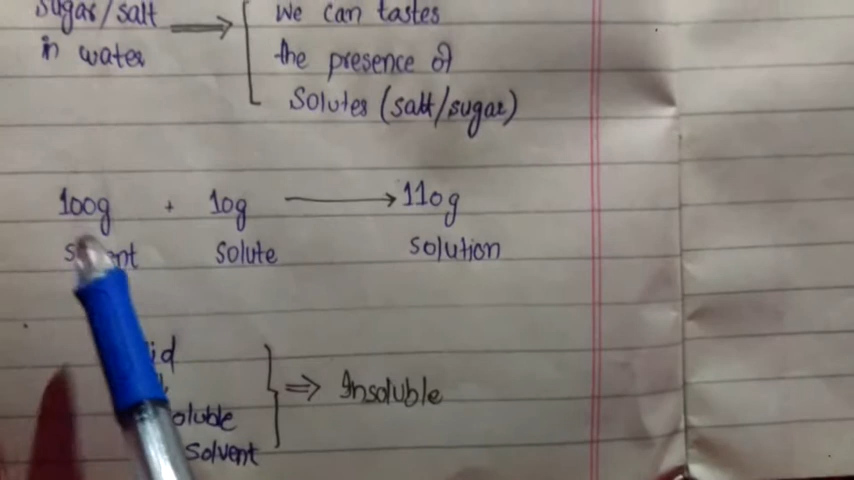 Sugar/salt
in water
we can tastes
the presence of
Solutes (salt/sugar)
100g + 10g → 110g
solute solution
⇒ Insoluble
solvent